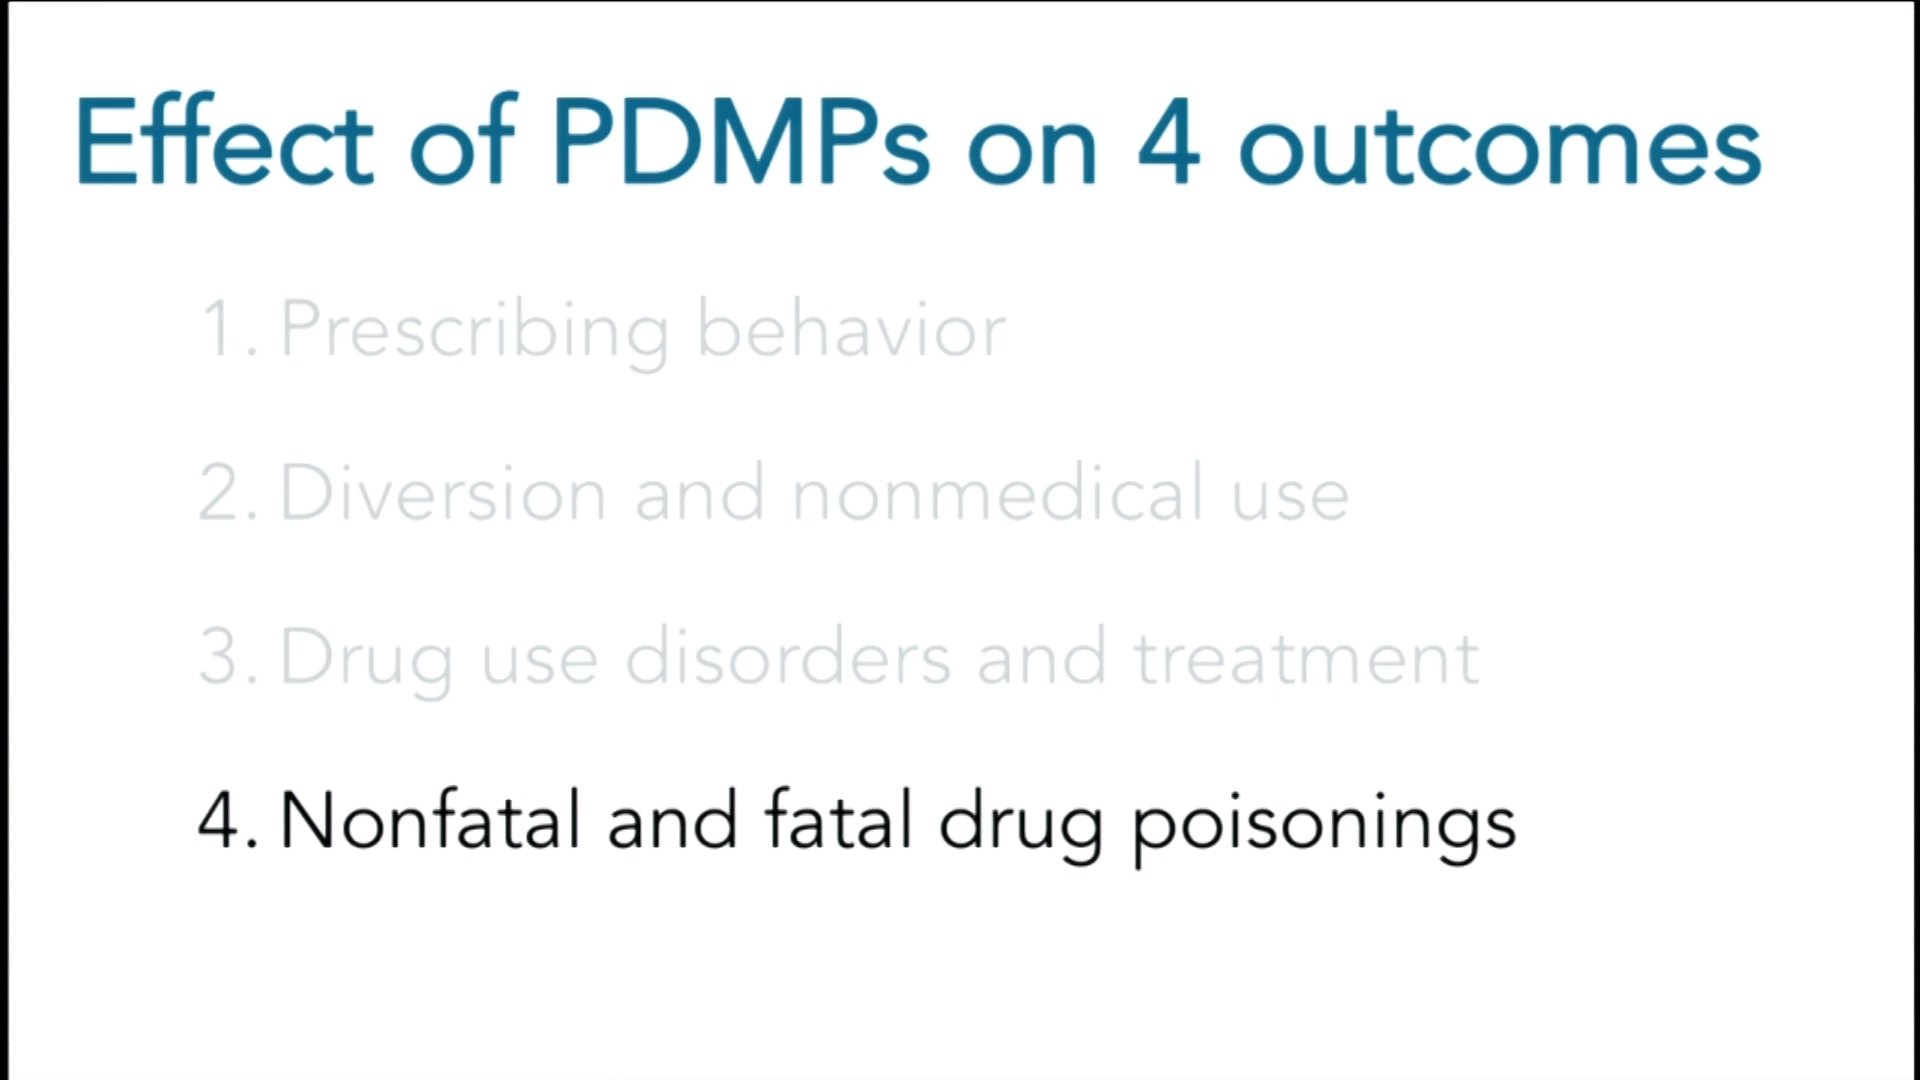 Effect of PDMPs on 4 outcomes
1. Prescribing behavior
2. Diversion and nonmedical use
3. Drug use disorders and treatment
4. Nonfatal and fatal drug poisonings